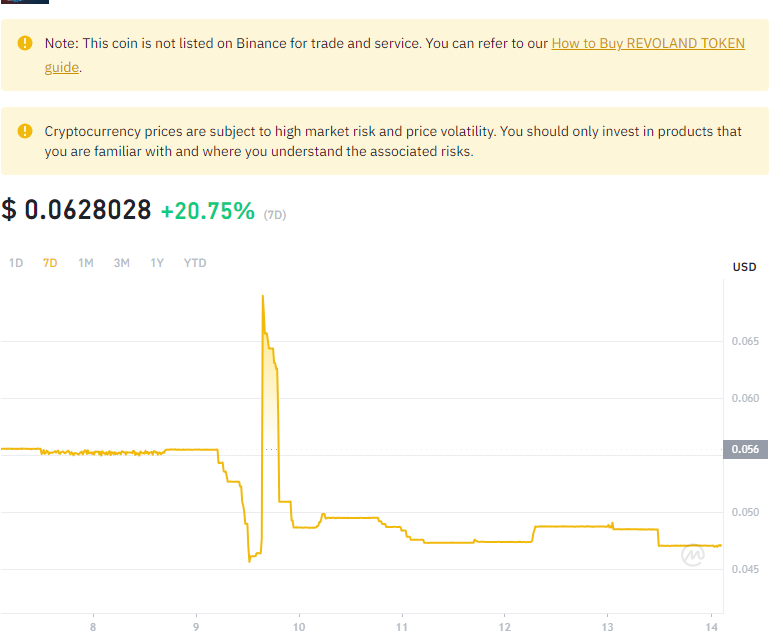 Note: This coin is not listed on Binance for trade and service. You can refer to our How to Buy REVOLAND TOKEN
guide.
Cryptocurrency prices are subject to high market risk and price volatility. You should only invest in products that
you are familiar with and where you understand the associated risks.
$ 0.0628028 +20.75% (7D)
1D 7D 1M 3M 1Y YTD
USD
0.065
0.060
0.056
0.050
0.045
8 9 10 11 12 13 14